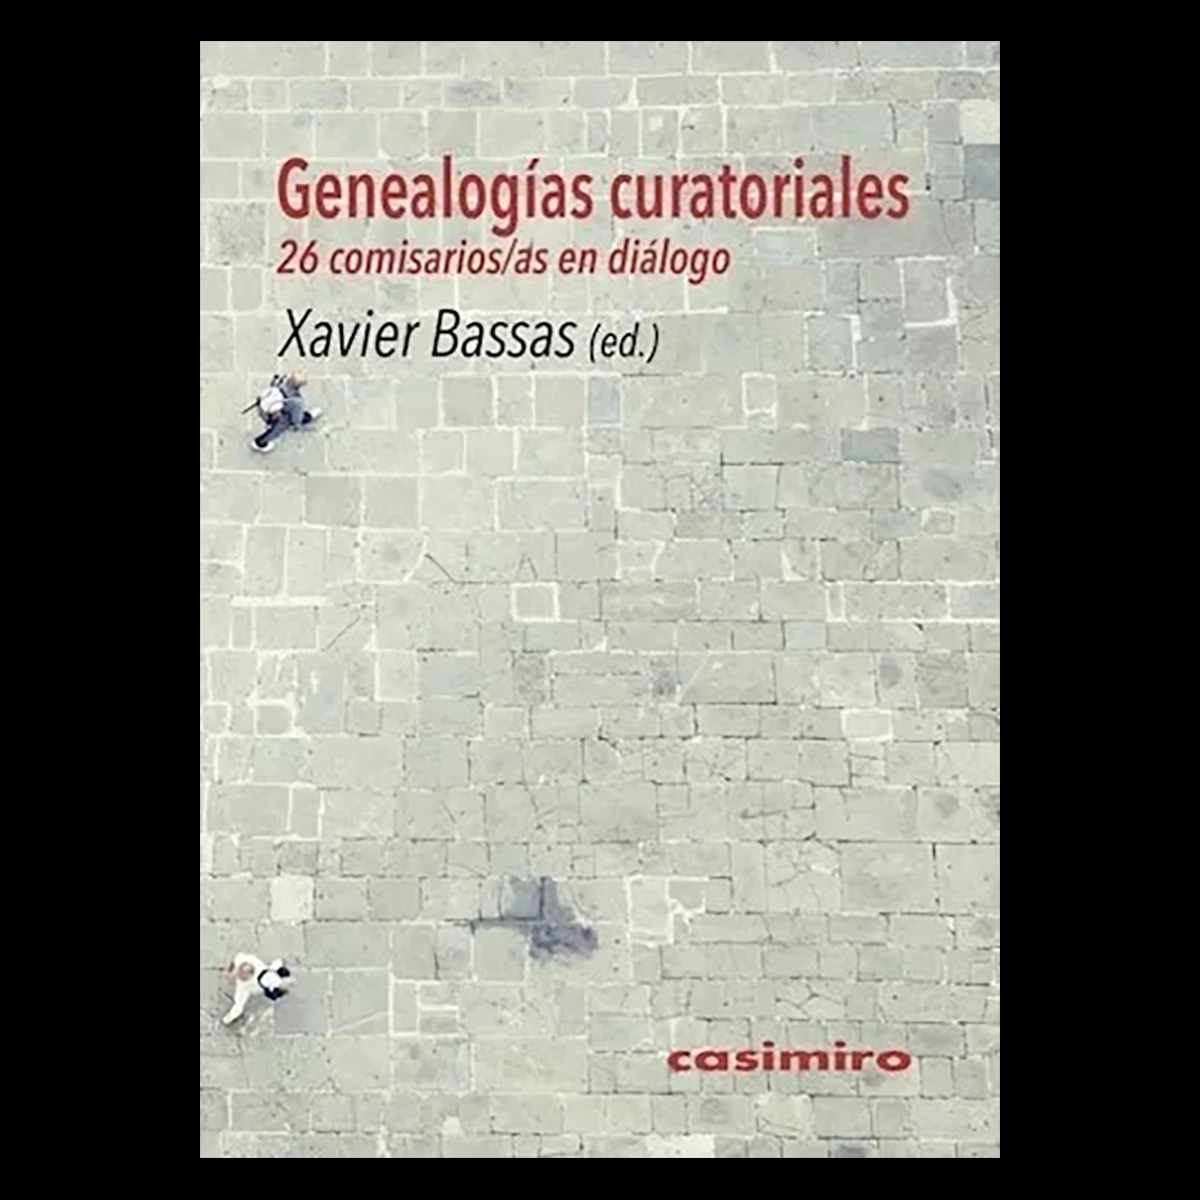 Genealogías curatoriales
26 comisarios/as en diálogo
Xavier Bassas (ed.)
casimiro